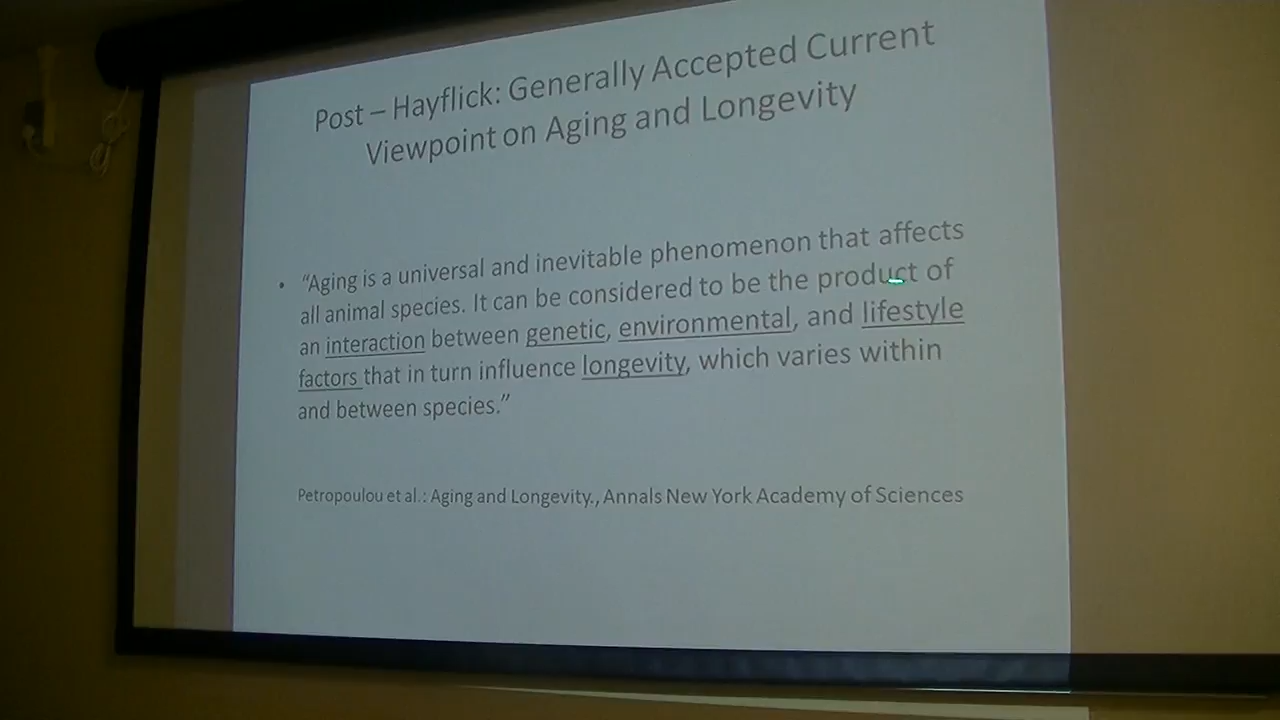 Post – Hayflick: Generally Accepted Current
Viewpoint on Aging and Longevity
• “Aging is a universal and inevitable phenomenon that affects
all animal species. It can be considered to be the product of
an interaction between genetic, environmental, and lifestyle
factors that in turn influence longevity, which varies within
and between species.”
Petropoulou et al.: Aging and Longevity., Annals New York Academy of Sciences